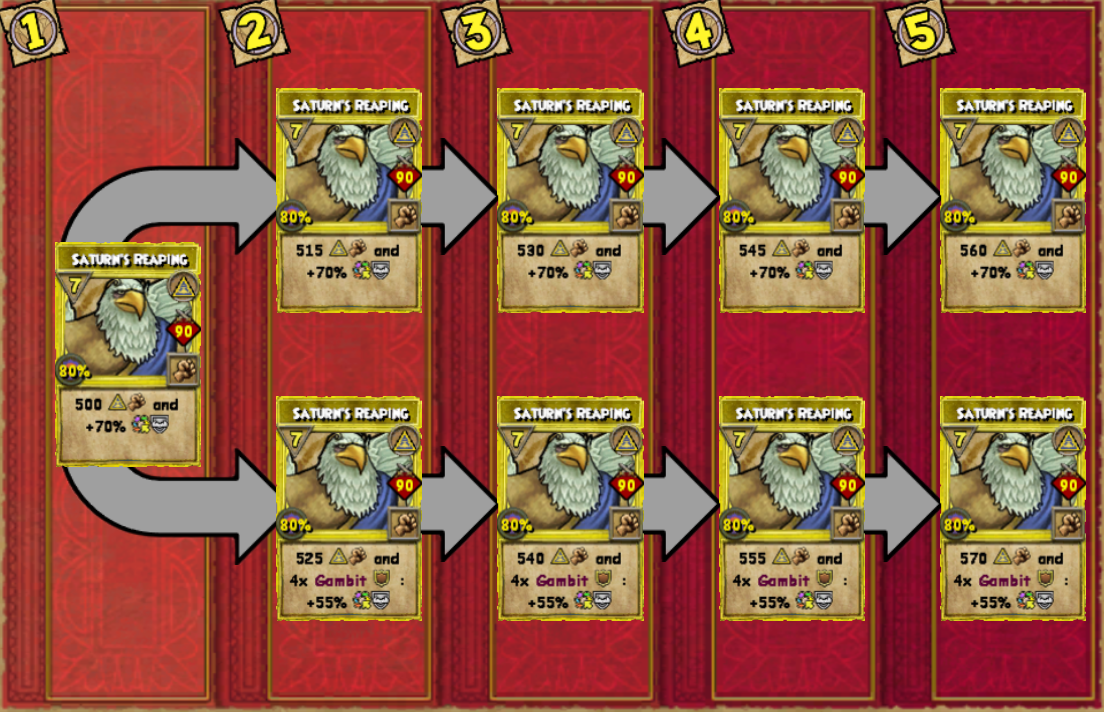 1
2
3
4
5
SATURN'S REAPING
7
90
80%
500 and
+70%
SATURN'S REAPING
7
90
80%
515 and
+70%
SATURN'S REAPING
7
90
80%
530 and
+70%
SATURN'S REAPING
7
90
80%
545 and
+70%
SATURN'S REAPING
7
90
80%
560 and
+70%
SATURN'S REAPING
7
90
80%
525 and
4x Gambit :
+55%
SATURN'S REAPING
7
90
80%
540 and
4x Gambit :
+55%
SATURN'S REAPING
7
90
80%
555 and
4x Gambit :
+55%
SATURN'S REAPING
7
90
80%
570 and
4x Gambit :
+55%